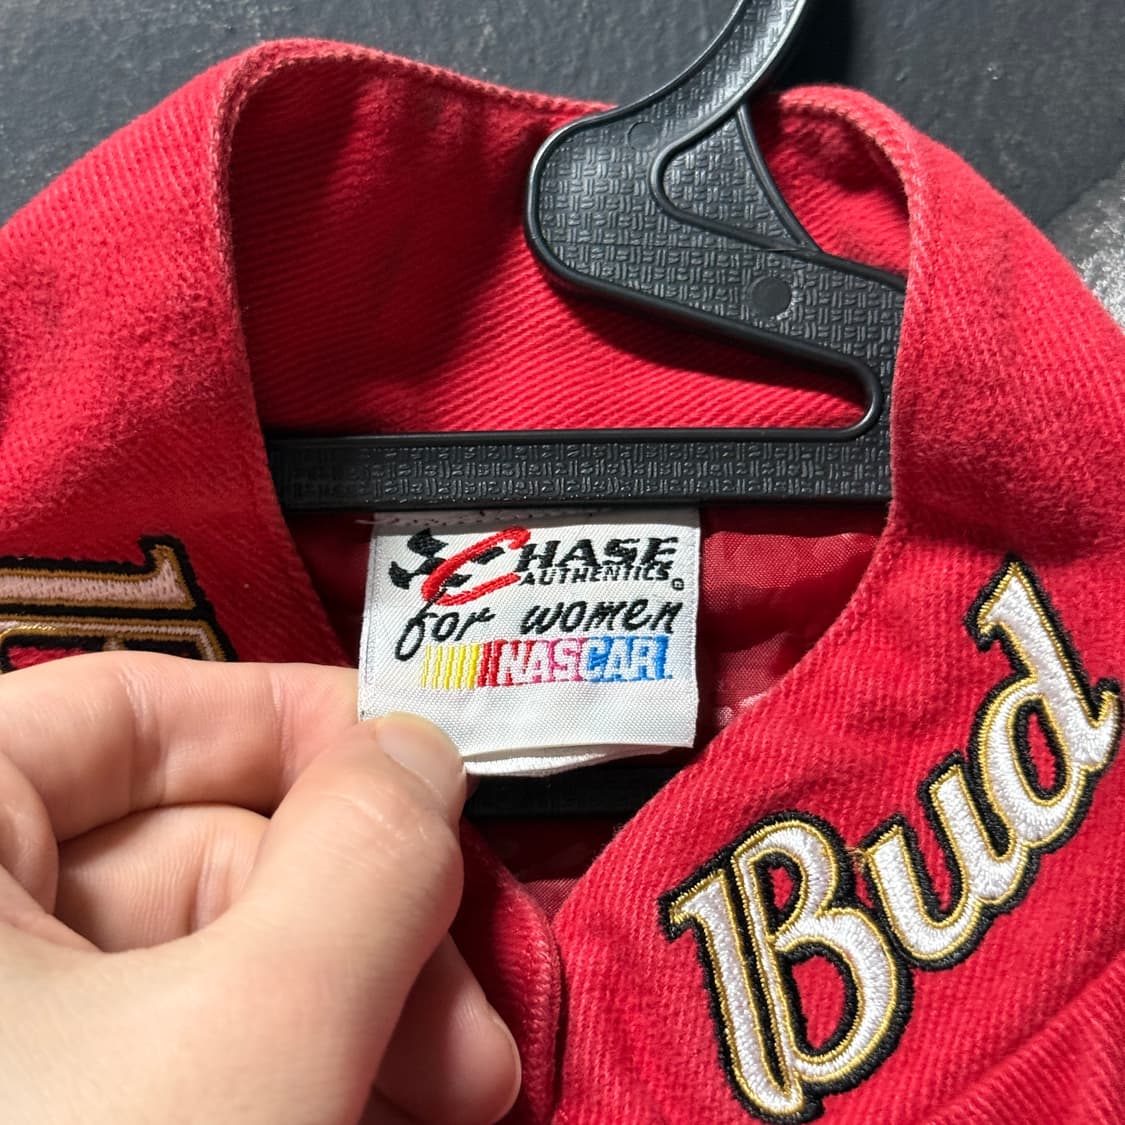 CHASE
AUTHENTICS
for women
NASCAR
Bud